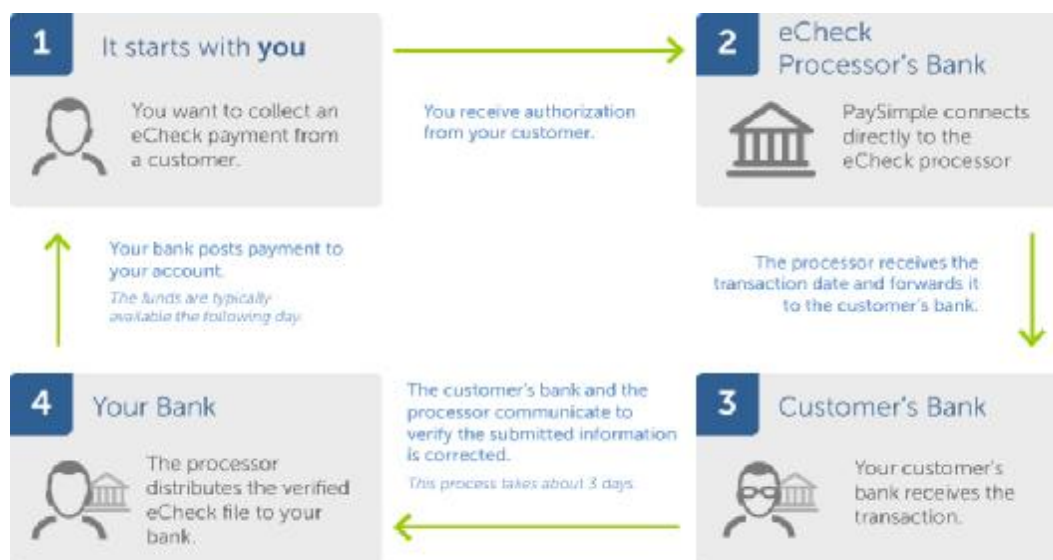 1
It starts with you
You want to collect an
eCheck payment from
a customer.
You receive authorization
from your customer.
2
eCheck
Processor's Bank
PaySimple connects
directly to the
eCheck processor
The processor receives the
transaction date and forwards it
to the customer's bank.
3
Customer's Bank
Your customer's
bank receives the
transaction.
The customer's bank and the
processor communicate to
verify the submitted information
is corrected.
This process takes about 3 days.
4
Your Bank
The processor
distributes the verified
eCheck file to your
bank.
Your bank posts payment to
your account.
The funds are typically
available the following day.